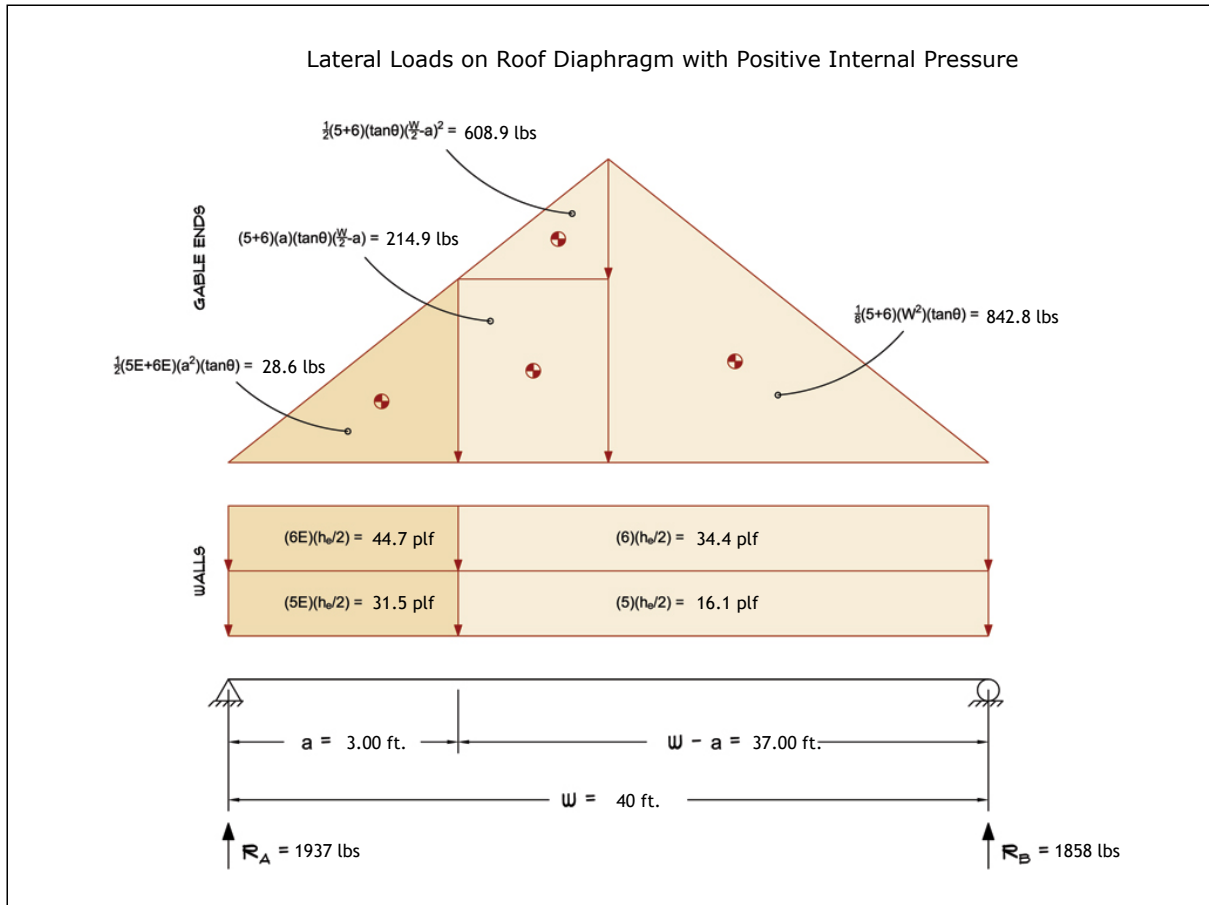 Lateral Loads on Roof Diaphragm with Positive Internal Pressure
½(5+6)(tanθ)(W/2-a)² = 608.9 lbs
GABLE ENDS
(5+6)(a)(tanθ)(W/2-a) = 214.9 lbs
⅛(5+6)(W²)(tanθ) = 842.8 lbs
½(5E+6E)(a²)(tanθ) = 28.6 lbs
WALLS
(6E)(hₑ/2) = 44.7 plf
(6)(hₑ/2) = 34.4 plf
(5E)(hₑ/2) = 31.5 plf
(5)(hₑ/2) = 16.1 plf
a = 3.00 ft.
W - a = 37.00 ft.
W = 40 ft.
R_A = 1937 lbs
R_B = 1858 lbs